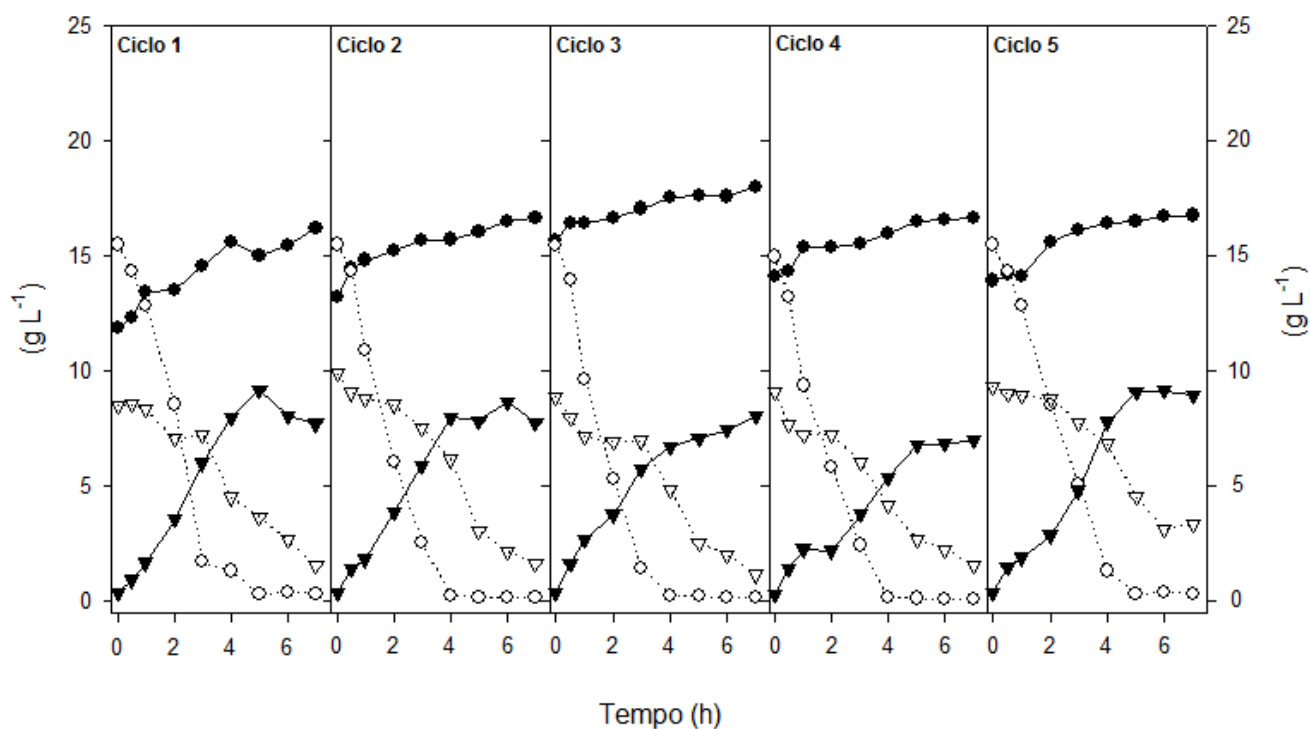 25 25
Ciclo 1 Ciclo 2 Ciclo 3 Ciclo 4 Ciclo 5
20 20
15 15
(g L⁻¹) (g L⁻¹)
10 10
5 5
0 0
0 2 4 6 0 2 4 6 0 2 4 6 0 2 4 6 0 2 4 6
Tempo (h)